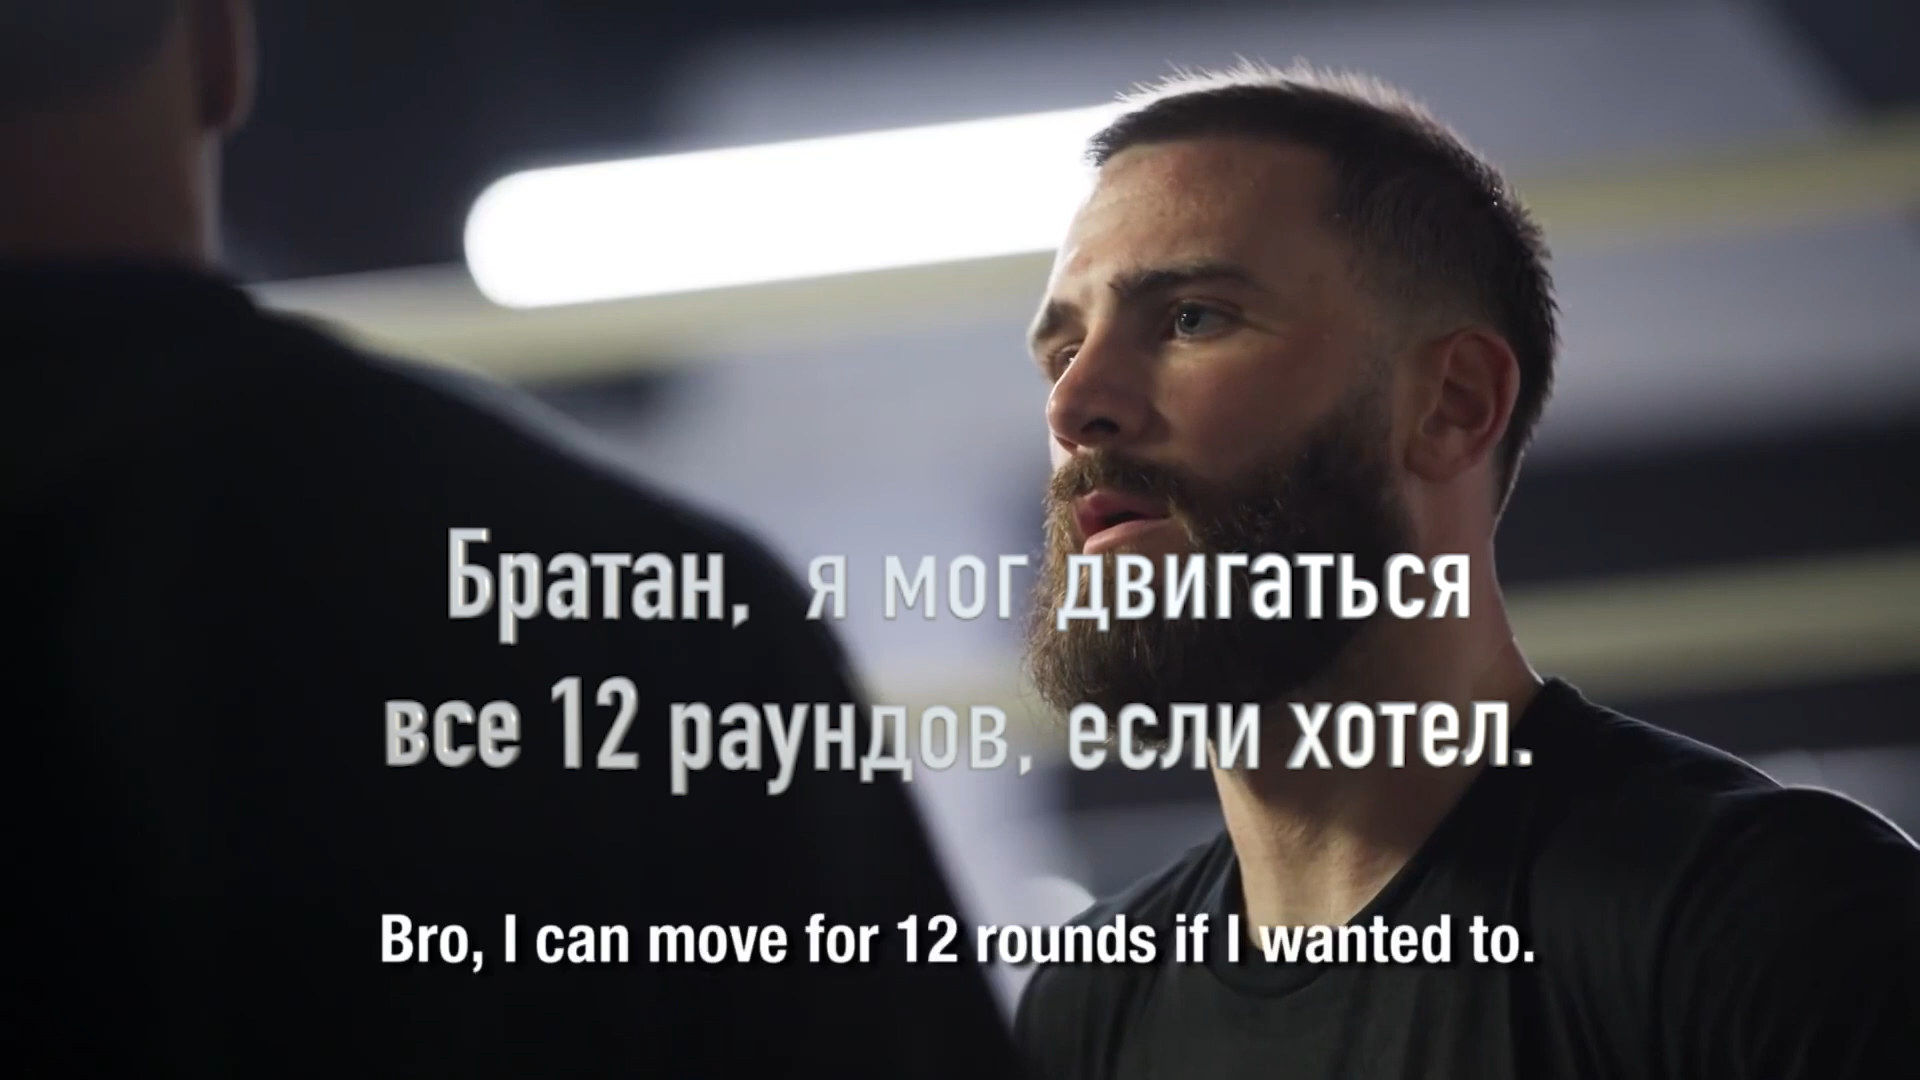 Братан, я мог двигаться
все 12 раундов, если хотел.
Bro, I can move for 12 rounds if I wanted to.